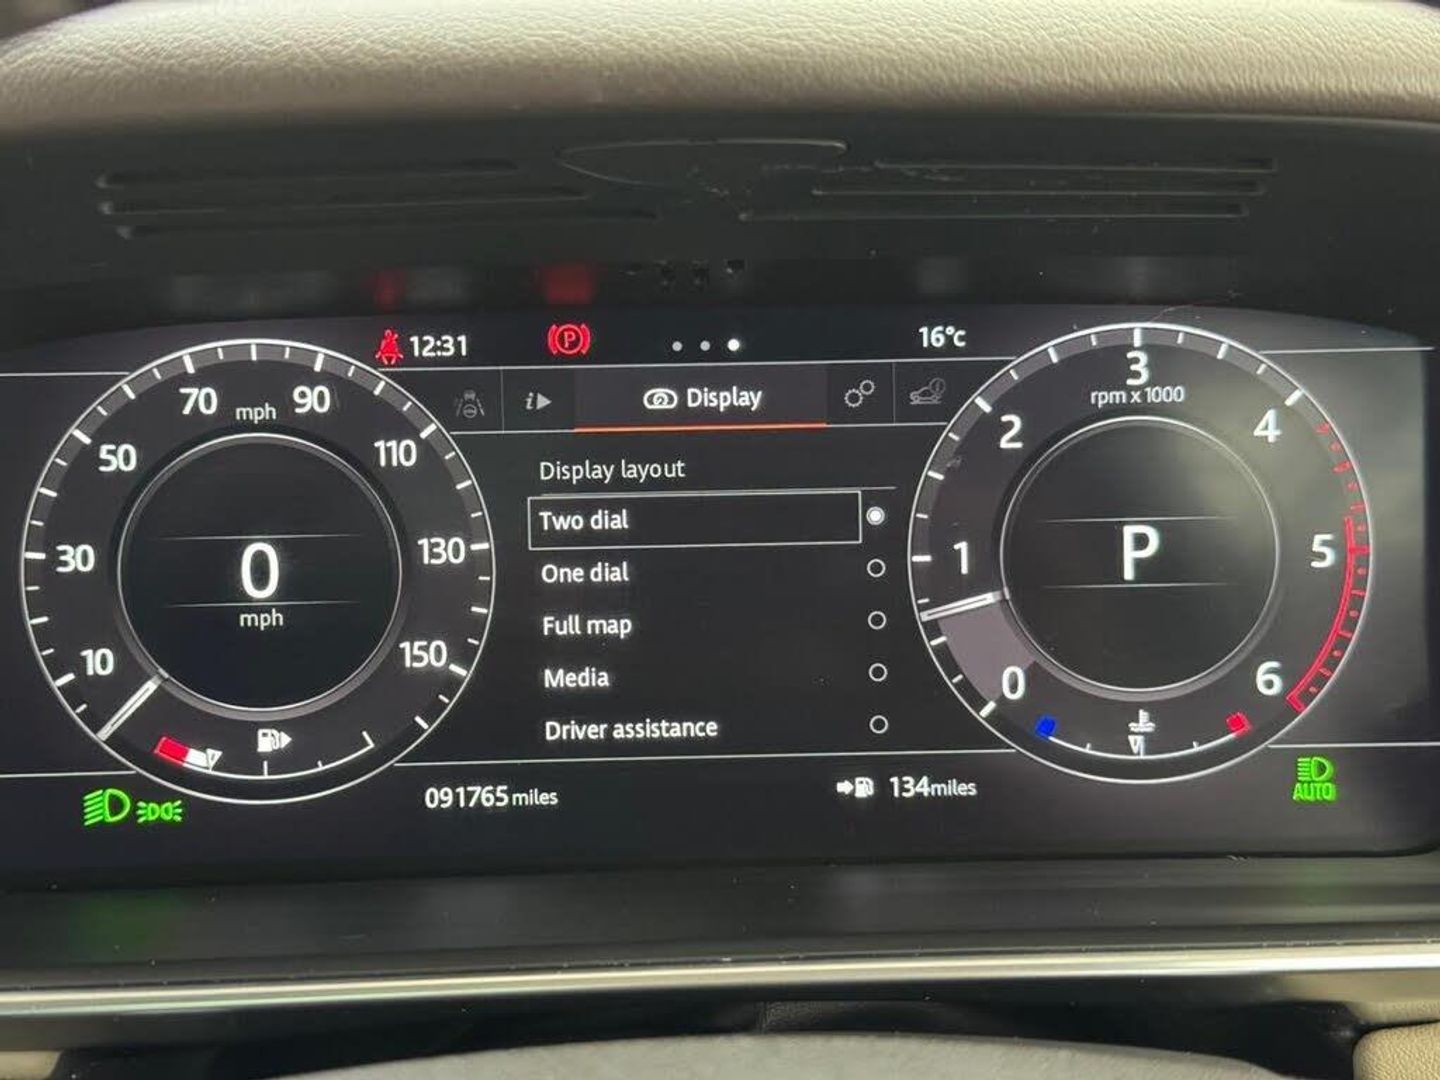 12:31
P
16°c
i
Display
Display layout
Two dial
One dial
Full map
Media
Driver assistance
10
30
50
70
mph
90
110
130
150
0
mph
0
1
2
3
rpm x 1000
4
5
6
P
091765 miles
134 miles
AUTO